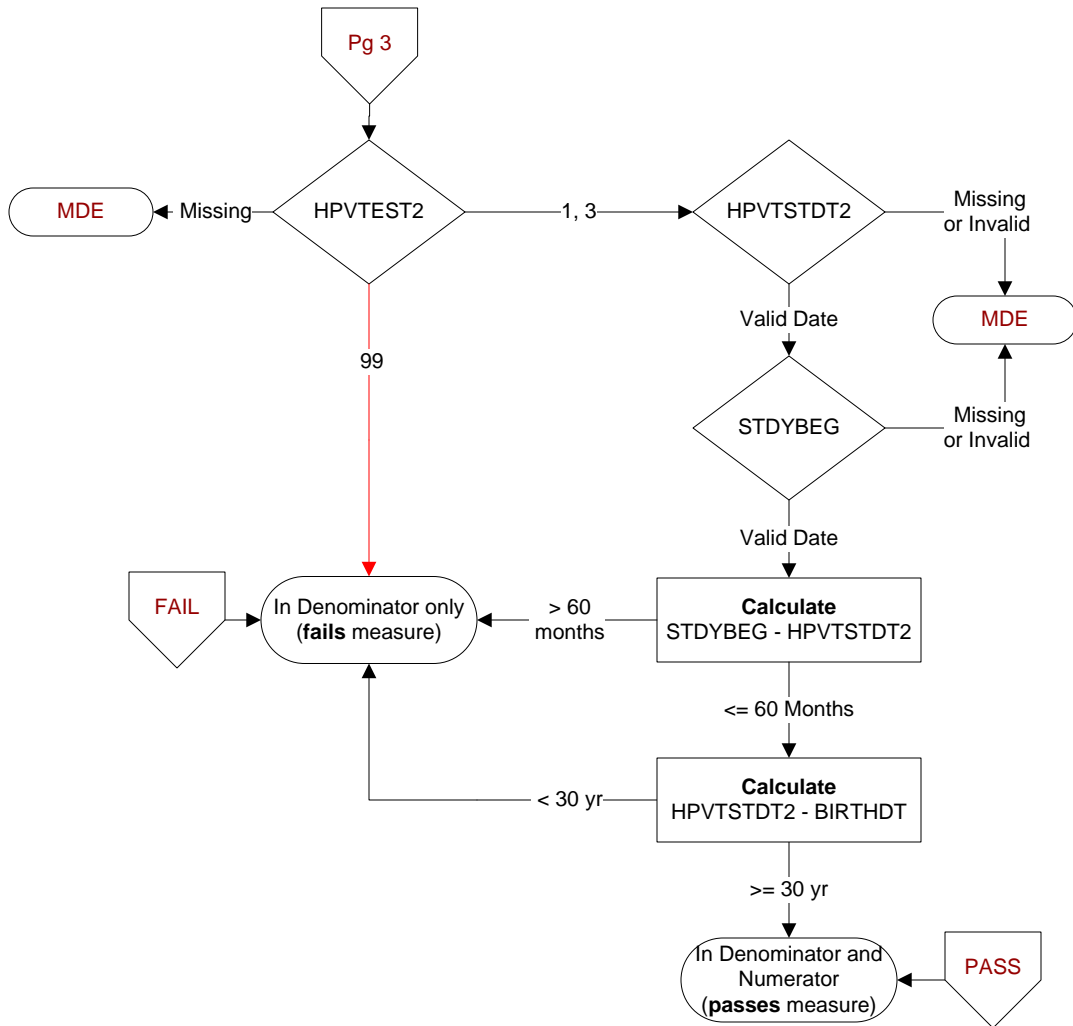 Pg 3
MDE
Missing
HPVTEST2
1, 3
HPVTSTDT2
Missing
or Invalid
Valid Date
MDE
99
STDYBEG
Missing
or Invalid
Valid Date
FAIL
In Denominator only
(fails measure)
> 60
months
Calculate
STDYBEG - HPVTSTDT2
<= 60 Months
< 30 yr
Calculate
HPVTSTDT2 - BIRTHDT
>= 30 yr
In Denominator and
Numerator
(passes measure)
PASS